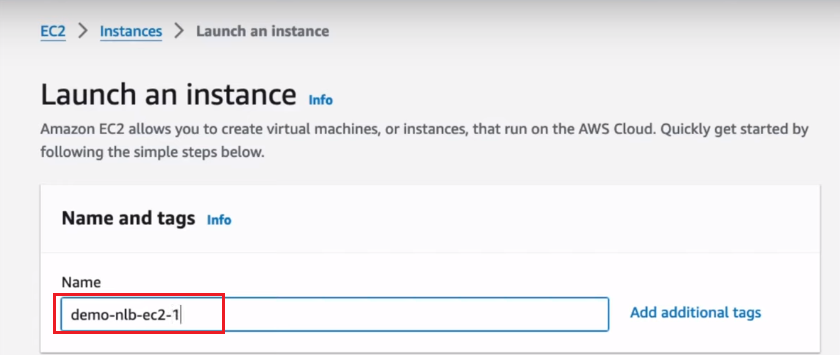 EC2 > Instances > Launch an instance
Launch an instance Info
Amazon EC2 allows you to create virtual machines, or instances, that run on the AWS Cloud. Quickly get started by
following the simple steps below.
Name and tags Info
Name
demo-nlb-ec2-1
Add additional tags